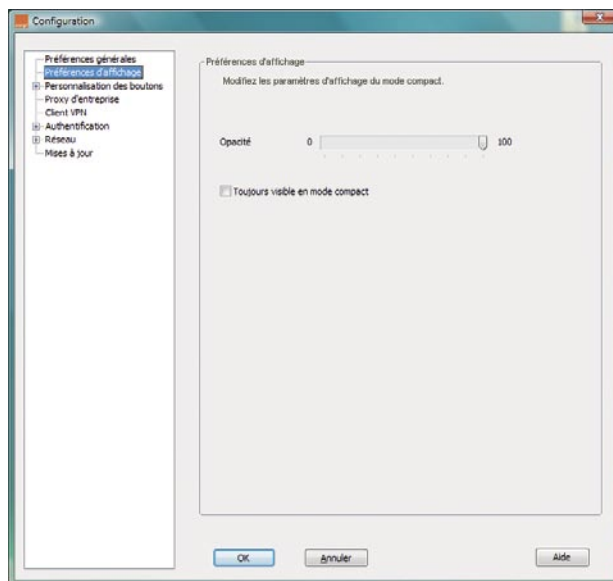 Configuration
Préférences générales
Préférences d'affichage
Personnalisation des boutons
Proxy d'entreprise
Client VPN
Authentification
Réseau
Mises à jour
Préférences d'affichage
Modifiez les paramètres d'affichage du mode compact.
Opacité 0 100
Toujours visible en mode compact
OK Annuler Aide